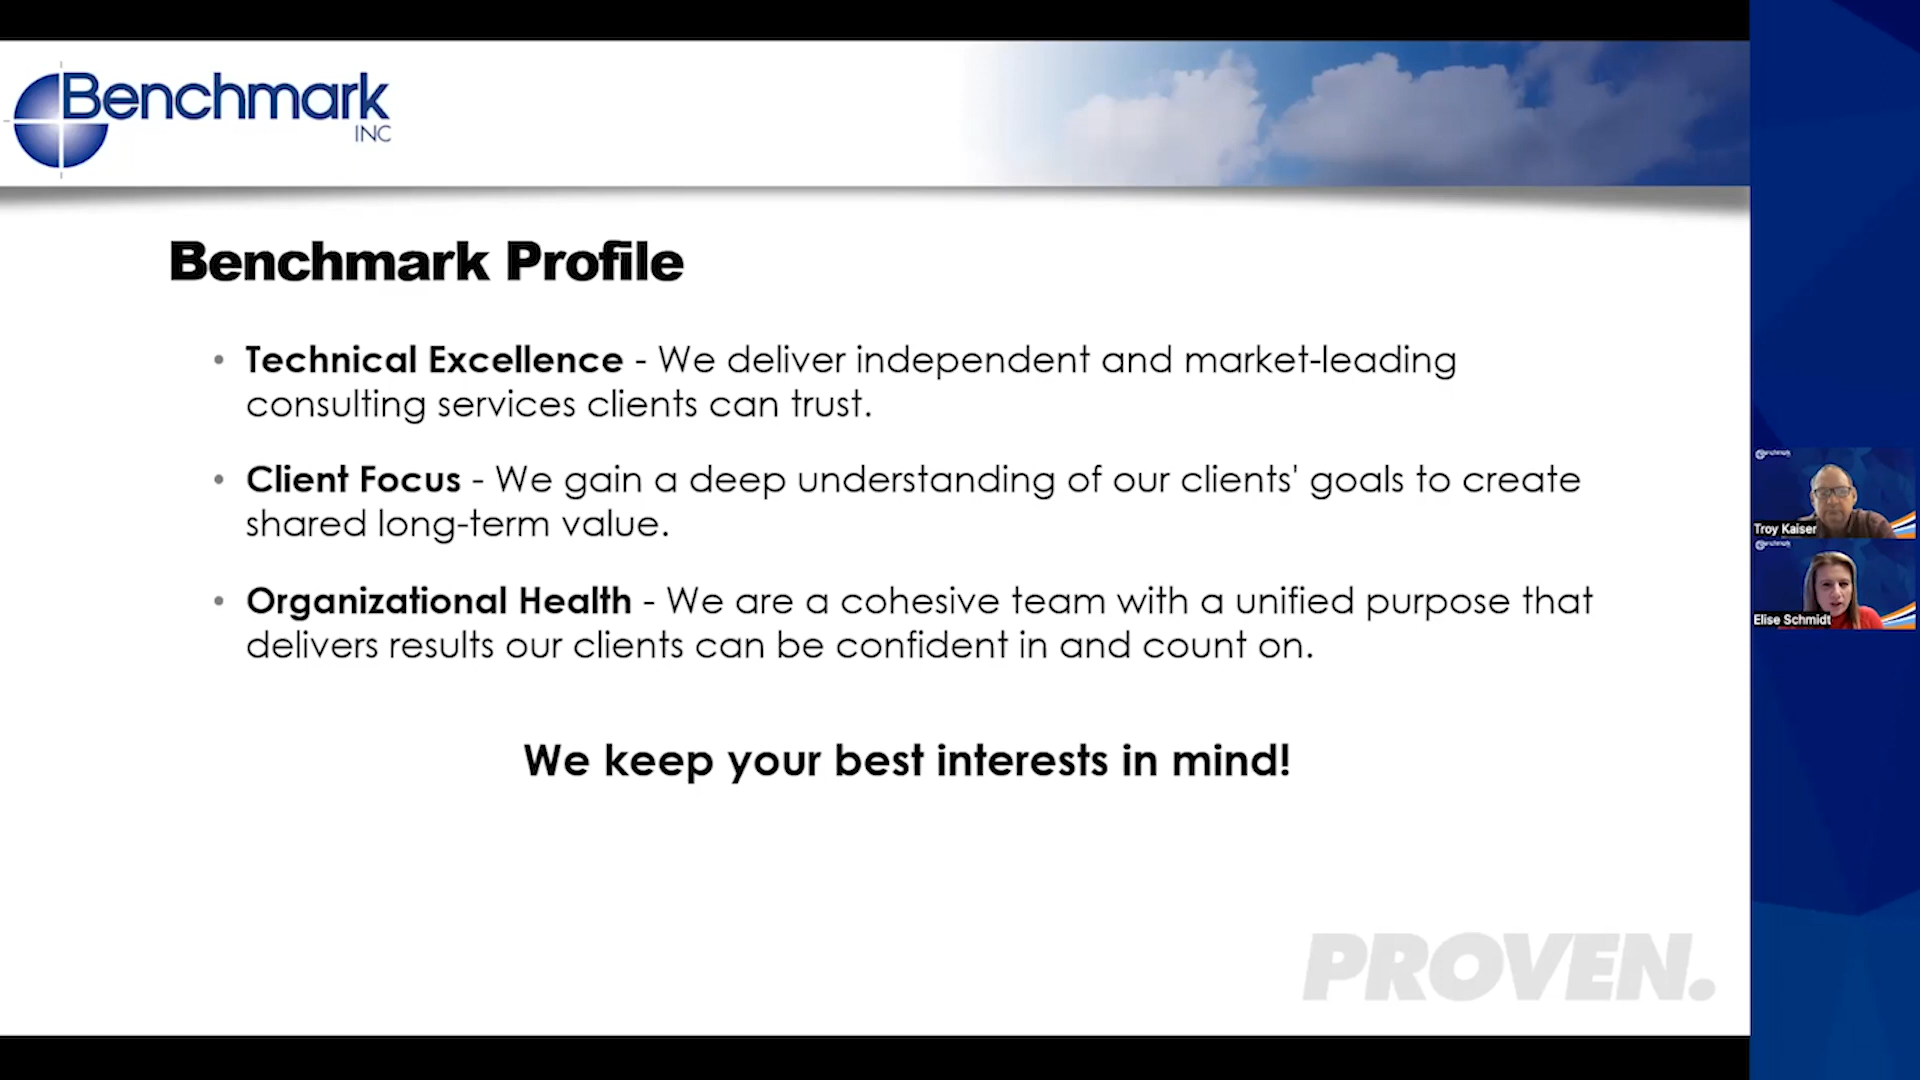 Benchmark
INC
Benchmark Profile
• Technical Excellence - We deliver independent and market-leading
consulting services clients can trust.
• Client Focus - We gain a deep understanding of our clients' goals to create
shared long-term value.
• Organizational Health - We are a cohesive team with a unified purpose that
delivers results our clients can be confident in and count on.
We keep your best interests in mind!
PROVEN.
Benchmark
Troy Kaiser
Benchmark
Elise Schmidt